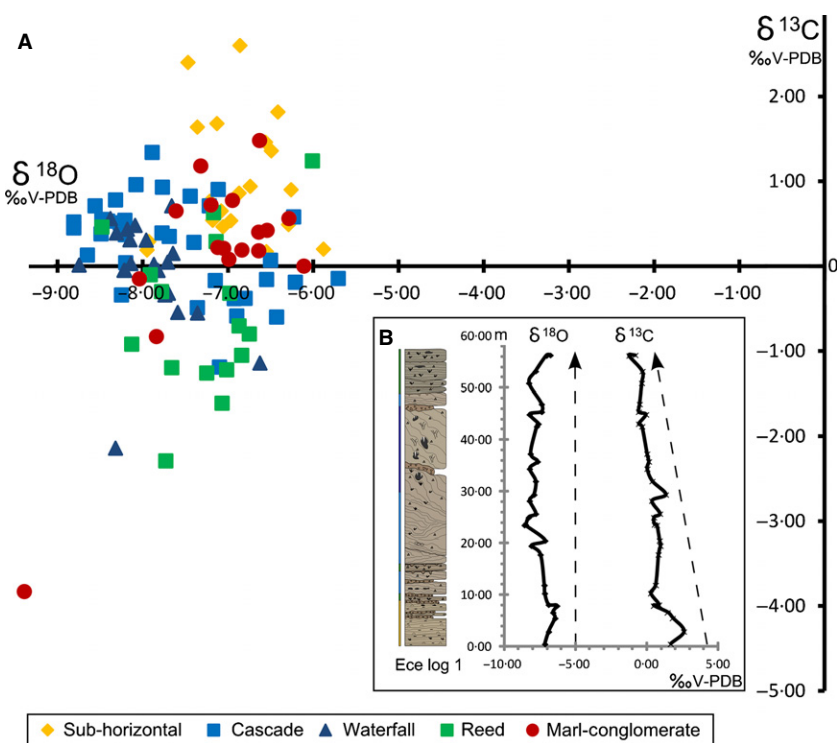 A
δ 13C
‰V-PDB
2·00
1·00
δ 18O
‰V-PDB
0
−9·00 −8·00 −7·00 −6·00 −5·00 −4·00 −3·00 −2·00 −1·00
−1·00
−2·00
−3·00
−4·00
−5·00
B
60·00 m
δ 18O
δ 13C
50·00
40·00
30·00
20·00
10·00
0·00
Ece log 1
−10·00 −5·00 0·00 5·00
‰V-PDB
Sub-horizontal Cascade Waterfall Reed Marl-conglomerate